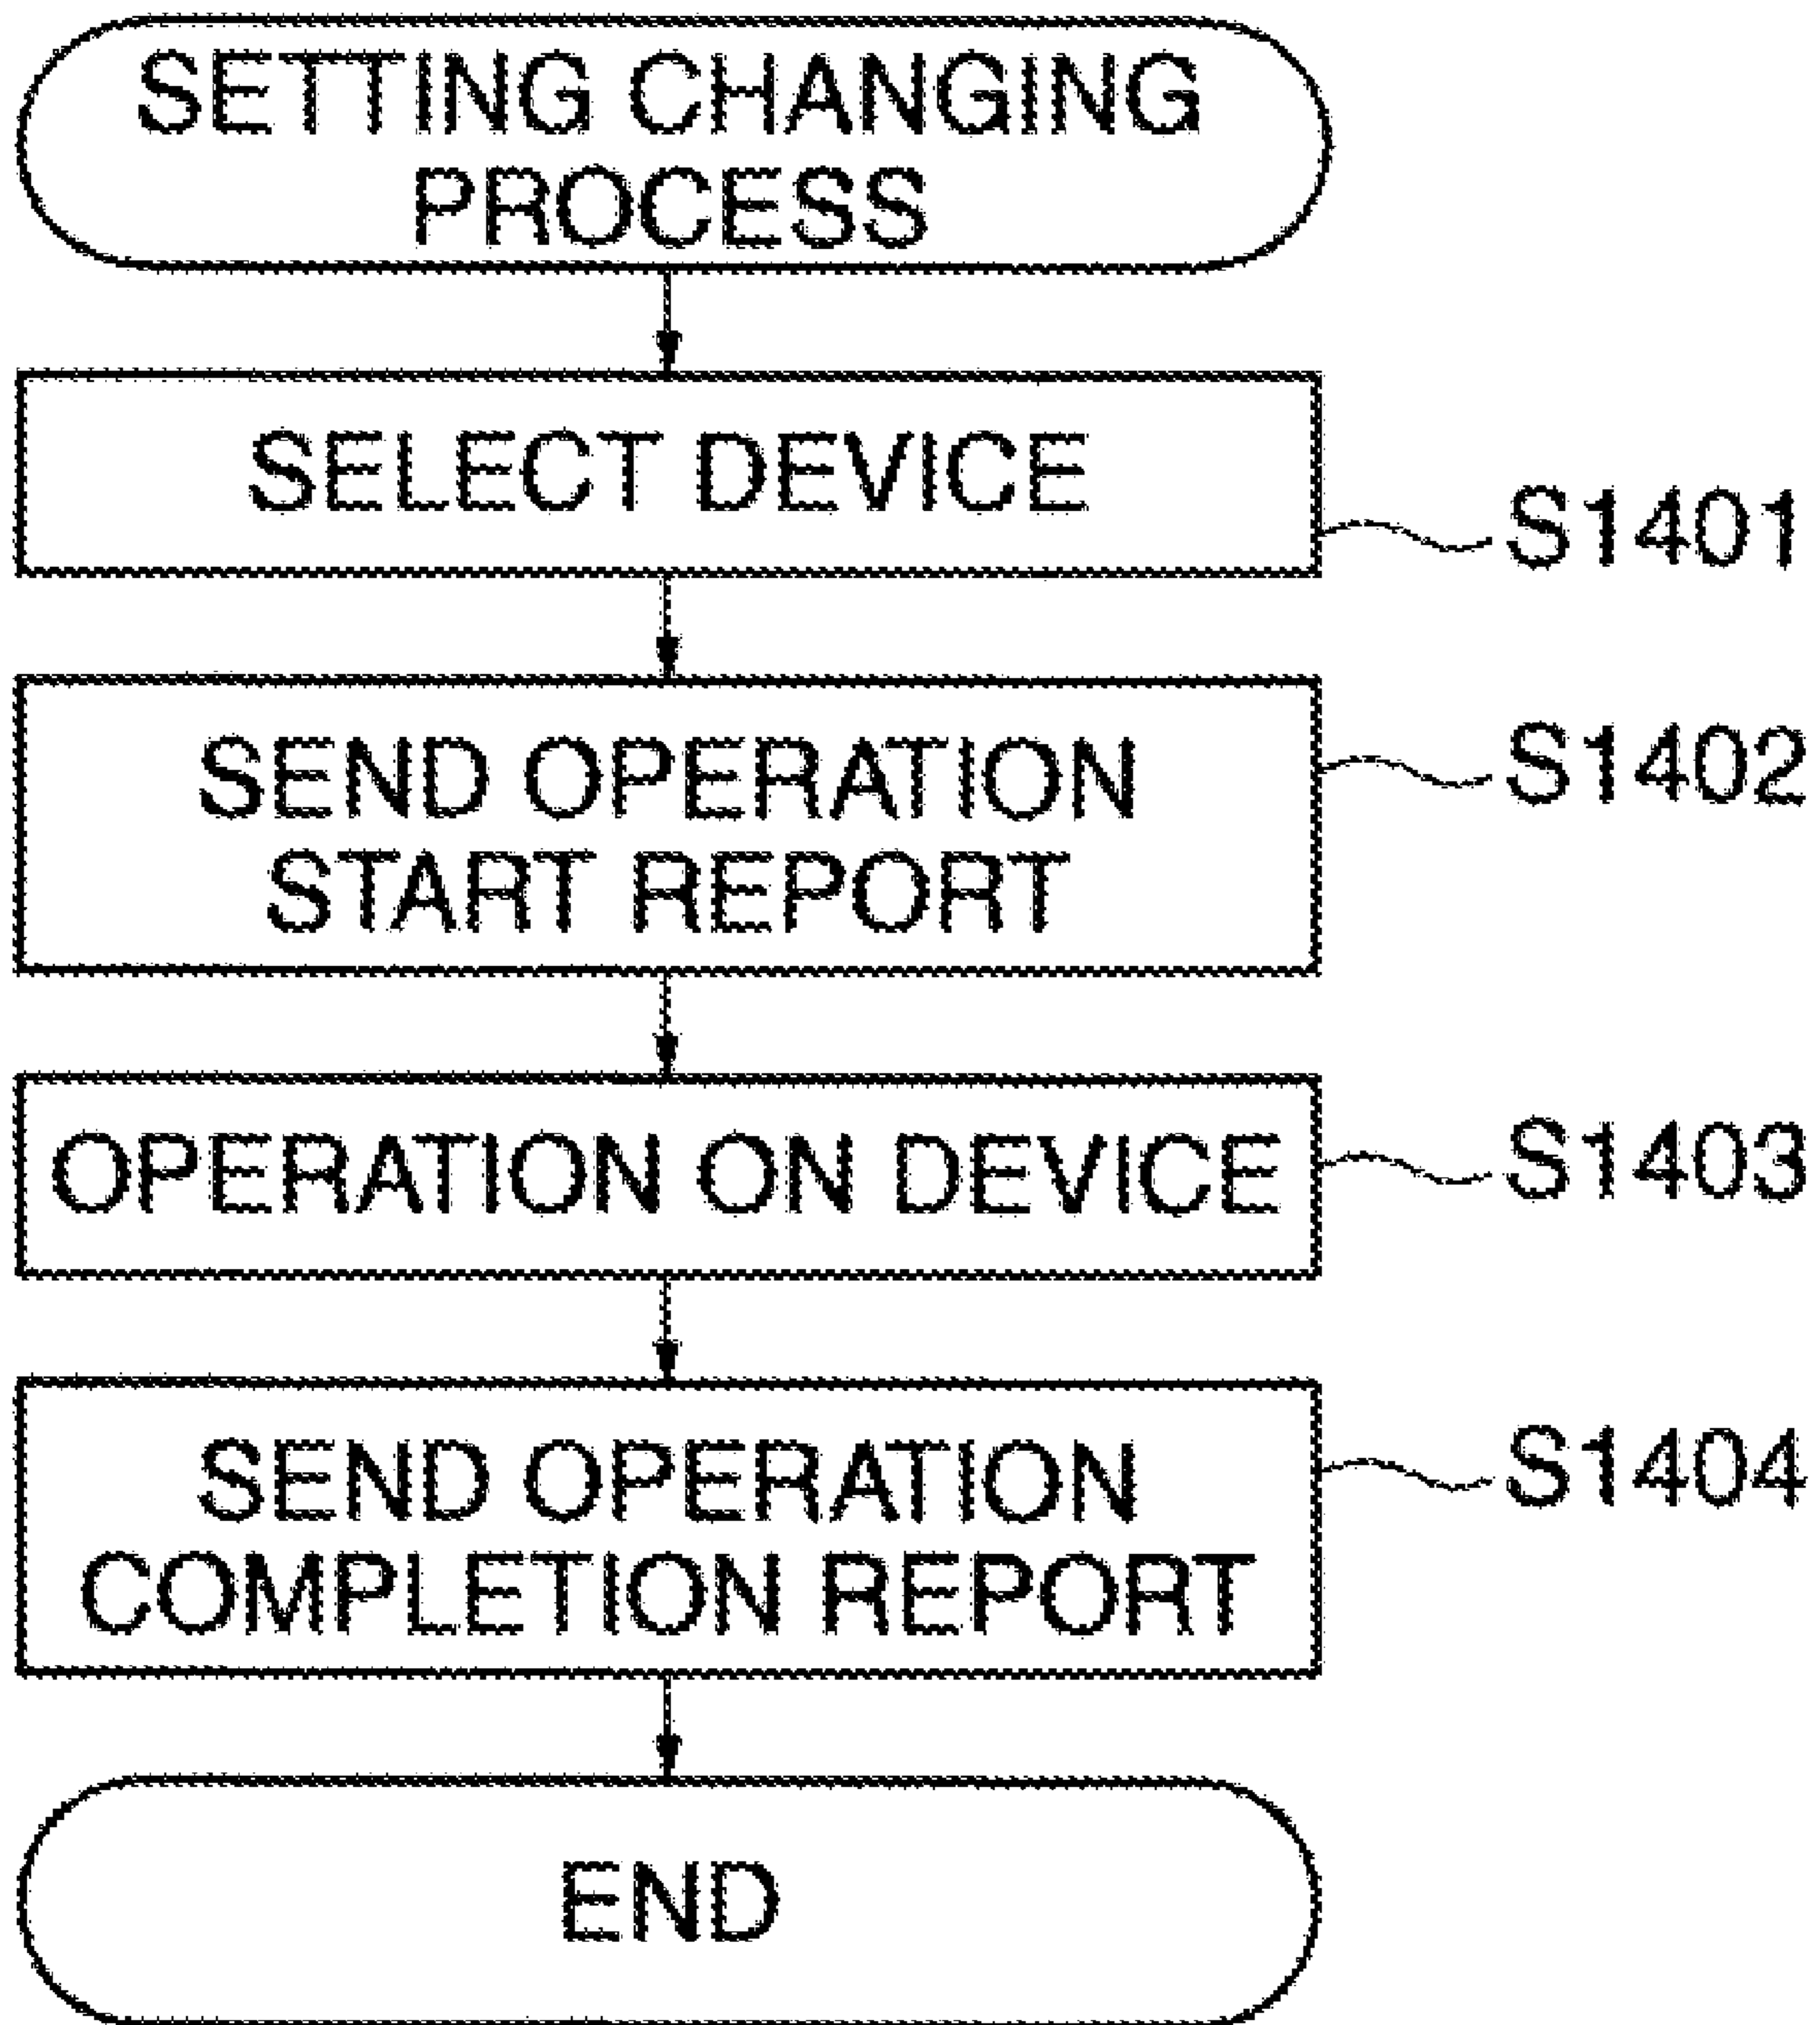 SETTING CHANGING
PROCESS
SELECT DEVICE
S1401
SEND OPERATION
START REPORT
S1402
OPERATION ON DEVICE
S1403
SEND OPERATION
COMPLETION REPORT
S1404
END